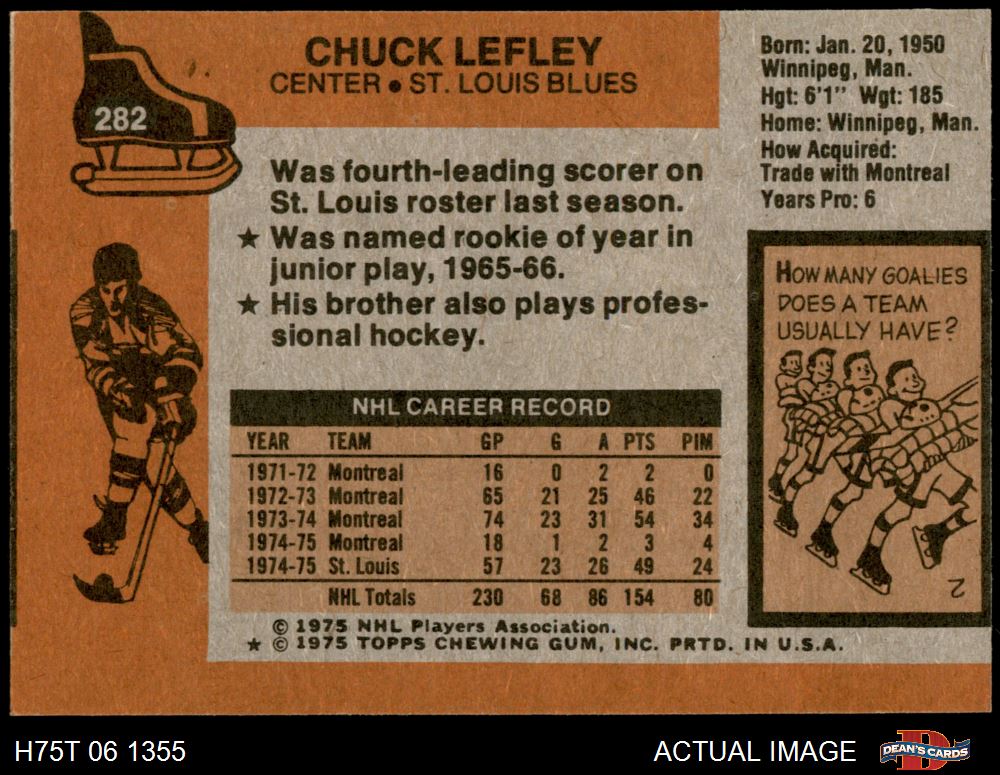 CHUCK LEFLEY
CENTER • ST. LOUIS BLUES
282
Born: Jan. 20, 1950
Winnipeg, Man.
Hgt: 6'1" Wgt: 185
Home: Winnipeg, Man.
How Acquired:
Trade with Montreal
Years Pro: 6
Was fourth-leading scorer on
St. Louis roster last season.
★ Was named rookie of year in
junior play, 1965-66.
★ His brother also plays profes-
sional hockey.
HOW MANY GOALIES
DOES A TEAM
USUALLY HAVE?
2
NHL CAREER RECORD
YEAR TEAM GP G A PTS PIM
1971-72 Montreal 16 0 2 2 0
1972-73 Montreal 65 21 25 46 22
1973-74 Montreal 74 23 31 54 34
1974-75 Montreal 18 1 2 3 4
1974-75 St. Louis 57 23 26 49 24
NHL Totals 230 68 86 154 80
© 1975 NHL Players Association.
★ © 1975 TOPPS CHEWING GUM, INC. PRTD. IN U.S.A.
H75T 06 1355
ACTUAL IMAGE
D
DEAN'S CARDS